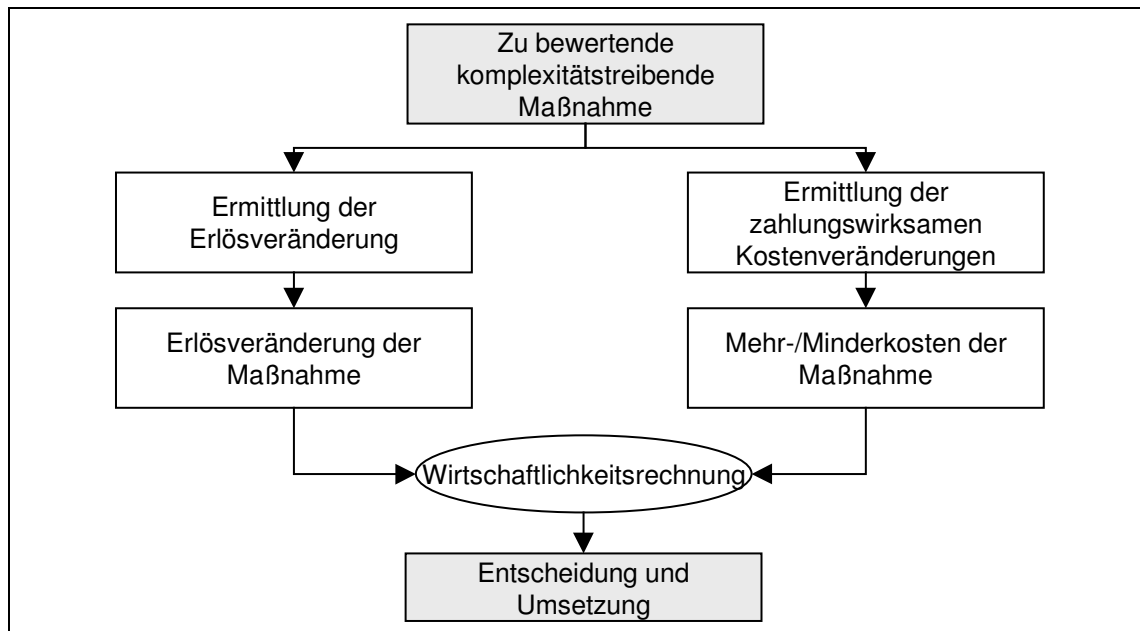 Zu bewertende
komplexitätstreibende
Maßnahme
Ermittlung der
Erlösveränderung
Ermittlung der
zahlungswirksamen
Kostenveränderungen
Erlösveränderung der
Maßnahme
Mehr-/Minderkosten der
Maßnahme
Wirtschaftlichkeitsrechnung
Entscheidung und
Umsetzung